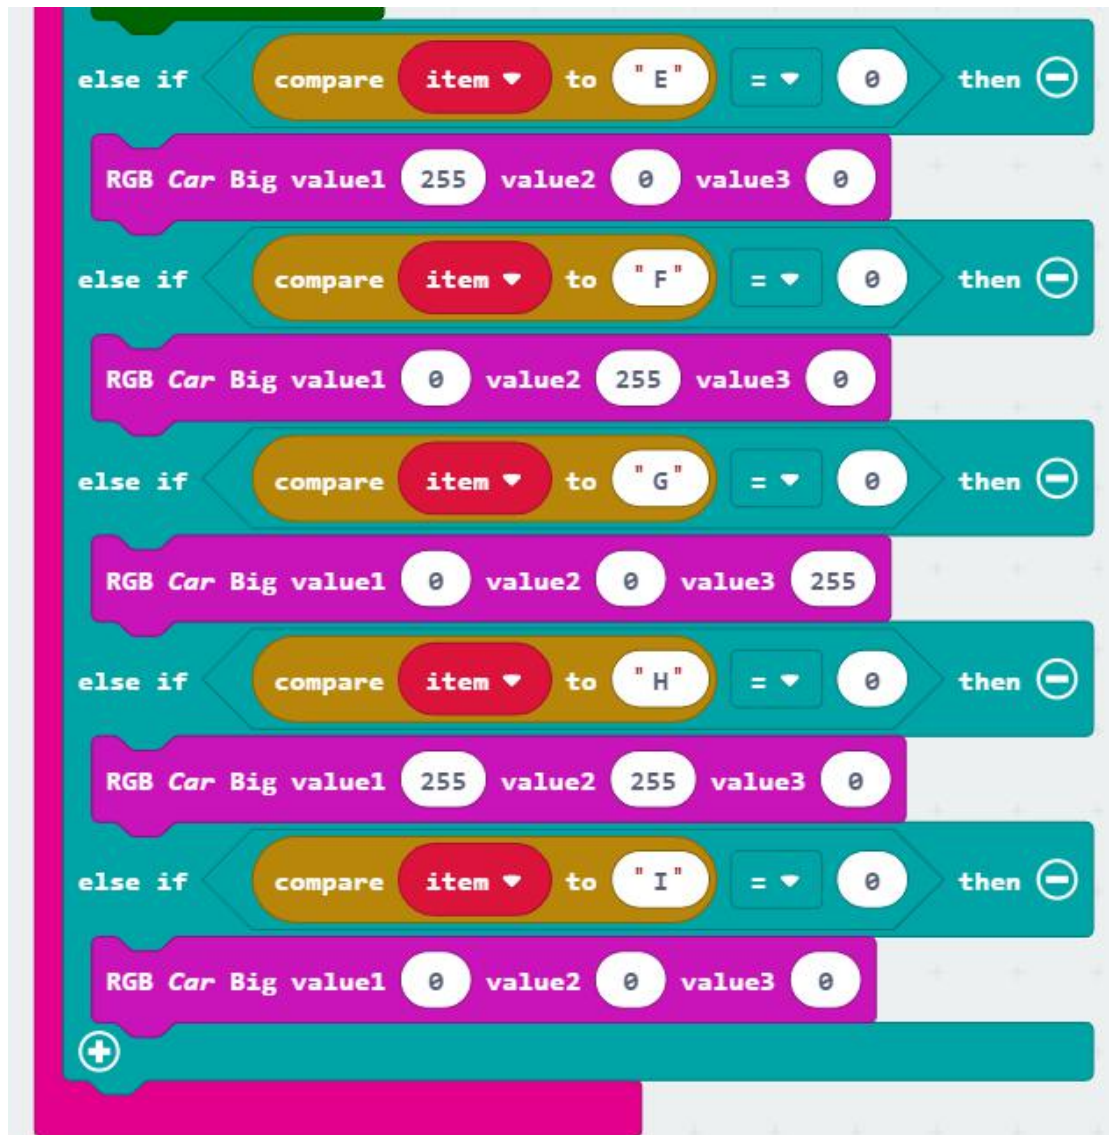 else if compare item to "E" = 0 then
RGB Car Big value1 255 value2 0 value3 0
else if compare item to "F" = 0 then
RGB Car Big value1 0 value2 255 value3 0
else if compare item to "G" = 0 then
RGB Car Big value1 0 value2 0 value3 255
else if compare item to "H" = 0 then
RGB Car Big value1 255 value2 255 value3 0
else if compare item to "I" = 0 then
RGB Car Big value1 0 value2 0 value3 0